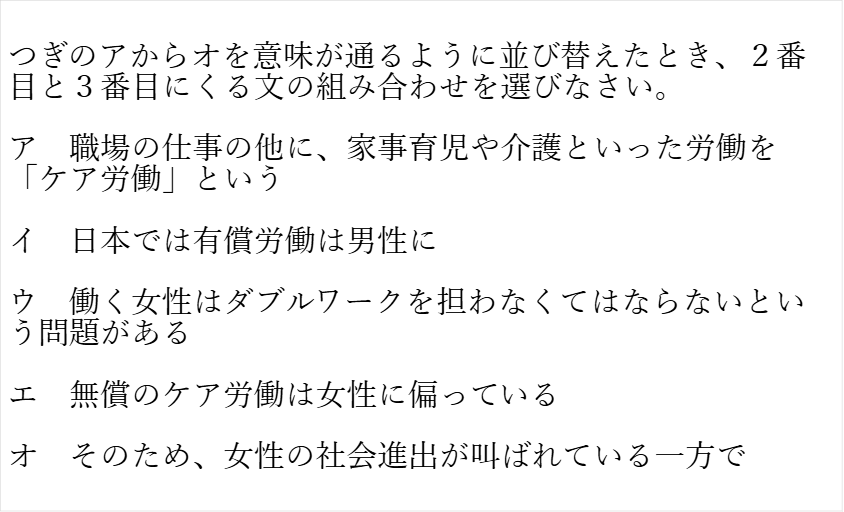 つぎのアからオを意味が通るように並び替えたとき、２番
目と３番目にくる文の組み合わせを選びなさい。
ア　職場の仕事の他に、家事育児や介護といった労働を
「ケア労働」という
イ　日本では有償労働は男性に
ウ　働く女性はダブルワークを担わなくてはならないとい
う問題がある
エ　無償のケア労働は女性に偏っている
オ　そのため、女性の社会進出が叫ばれている一方で